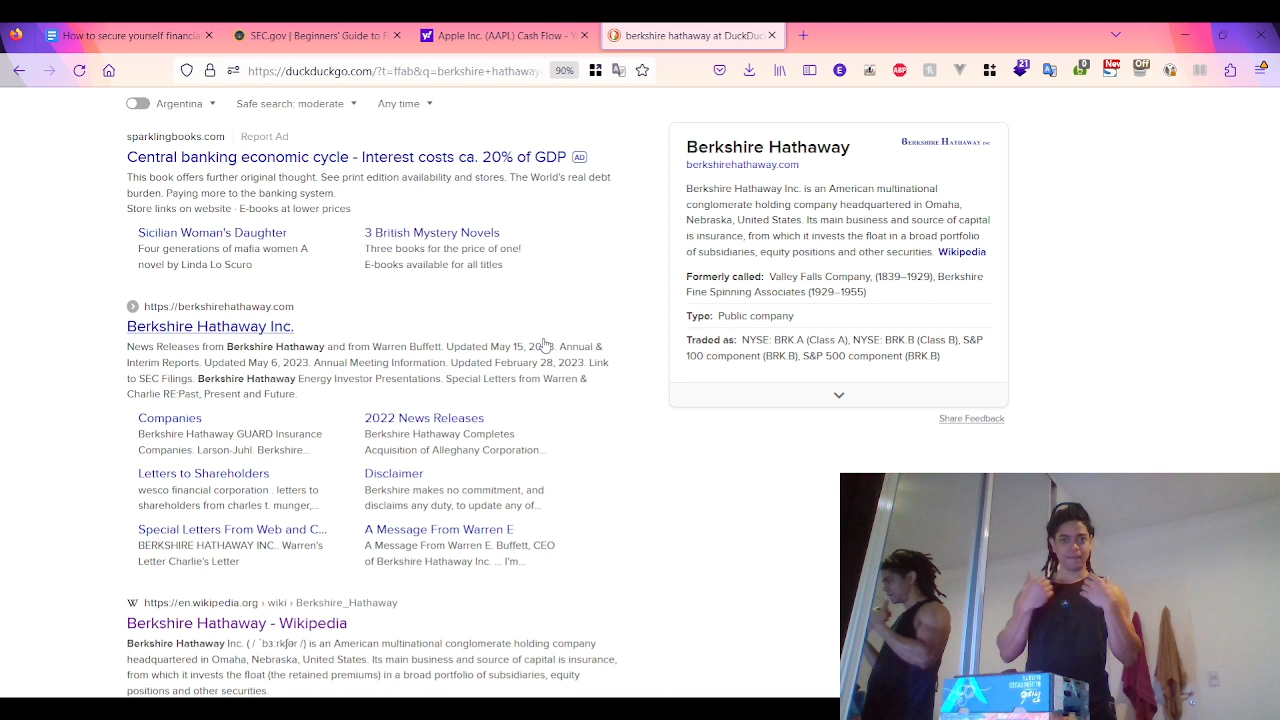 How to secure yourself financia
SEC.gov | Beginners' Guide to Fi
Apple Inc. (AAPL) Cash Flow - Y
berkshire hathaway at DuckDuc
https://duckduckgo.com/?t=ffab&q=berkshire+hathaway
90%
E
ABP
0
New
21
Off
Argentina
Safe search: moderate
Any time
sparklingbooks.com
Report Ad
Central banking economic cycle - Interest costs ca. 20% of GDP AD
This book offers further original thought. See print edition availability and stores. The World's real debt
burden. Paying more to the banking system.
Store links on website · E-books at lower prices
Sicilian Woman's Daughter
Four generations of mafia women A
novel by Linda Lo Scuro
3 British Mystery Novels
Three books for the price of one!
E-books available for all titles
https://berkshirehathaway.com
Berkshire Hathaway Inc.
News Releases from Berkshire Hathaway and from Warren Buffett. Updated May 15, 2023. Annual &
Interim Reports. Updated May 6, 2023. Annual Meeting Information. Updated February 28, 2023. Link
to SEC Filings. Berkshire Hathaway Energy Investor Presentations. Special Letters from Warren &
Charlie RE:Past, Present and Future.
Companies
Berkshire Hathaway GUARD Insurance
Companies. Larson-Juhl. Berkshire...
2022 News Releases
Berkshire Hathaway Completes
Acquisition of Alleghany Corporation...
Letters to Shareholders
wesco financial corporation . letters to
shareholders from charles t. munger,...
Disclaimer
Berkshire makes no commitment, and
disclaims any duty, to update any of...
Special Letters From Web and C...
BERKSHIRE HATHAWAY INC.. Warren's
Letter Charlie's Letter
A Message From Warren E
A Message From Warren E. Buffett, CEO
of Berkshire Hathaway Inc. ... I'm...
W https://en.wikipedia.org › wiki › Berkshire_Hathaway
Berkshire Hathaway - Wikipedia
Berkshire Hathaway Inc. ( / ˈbɜːrkʃər /) is an American multinational conglomerate holding company
headquartered in Omaha, Nebraska, United States. Its main business and source of capital is insurance,
from which it invests the float (the retained premiums) in a broad portfolio of subsidiaries, equity
positions and other securities.
Berkshire Hathaway
BERKSHIRE HATHAWAY INC
berkshirehathaway.com
Berkshire Hathaway Inc. is an American multinational
conglomerate holding company headquartered in Omaha,
Nebraska, United States. Its main business and source of capital
is insurance, from which it invests the float in a broad portfolio
of subsidiaries, equity positions and other securities. Wikipedia
Formerly called: Valley Falls Company, (1839–1929), Berkshire
Fine Spinning Associates (1929–1955)
Type: Public company
Traded as: NYSE: BRK.A (Class A), NYSE: BRK.B (Class B), S&P
100 component (BRK.B), S&P 500 component (BRK.B)
Share Feedback